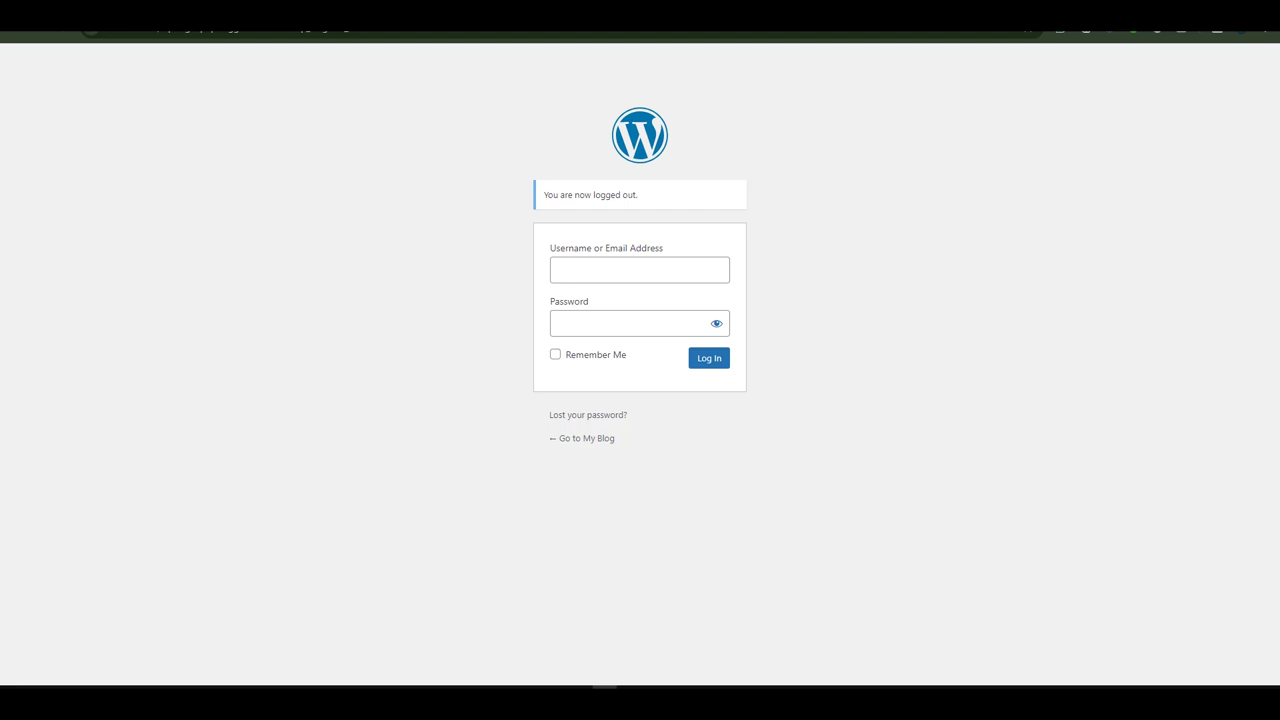 You are now logged out.
Username or Email Address
Password
Remember Me
Log In
Lost your password?
← Go to My Blog